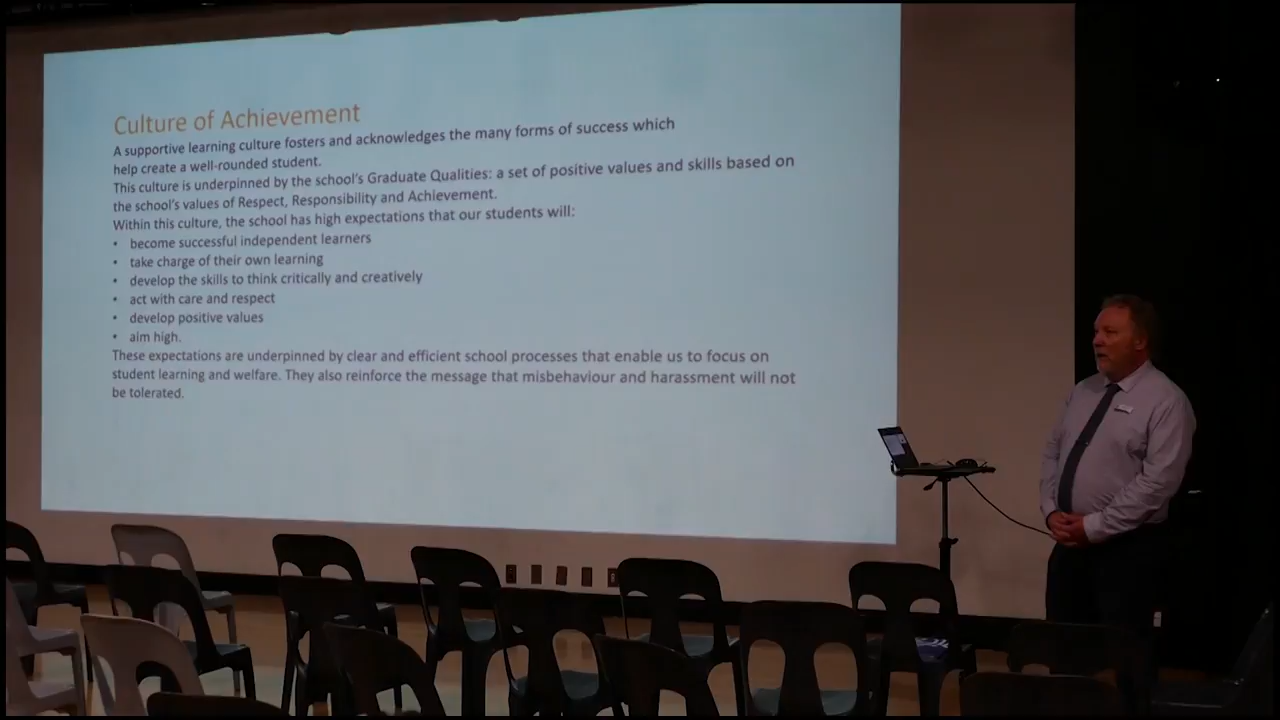 Culture of Achievement
A supportive learning culture fosters and acknowledges the many forms of success which
help create a well-rounded student.
This culture is underpinned by the school's Graduate Qualities: a set of positive values and skills based on
the school's values of Respect, Responsibility and Achievement.
Within this culture, the school has high expectations that our students will:
• become successful independent learners
• take charge of their own learning
• develop the skills to think critically and creatively
• act with care and respect
• develop positive values
• aim high.
These expectations are underpinned by clear and efficient school processes that enable us to focus on
student learning and welfare. They also reinforce the message that misbehaviour and harassment will not
be tolerated.